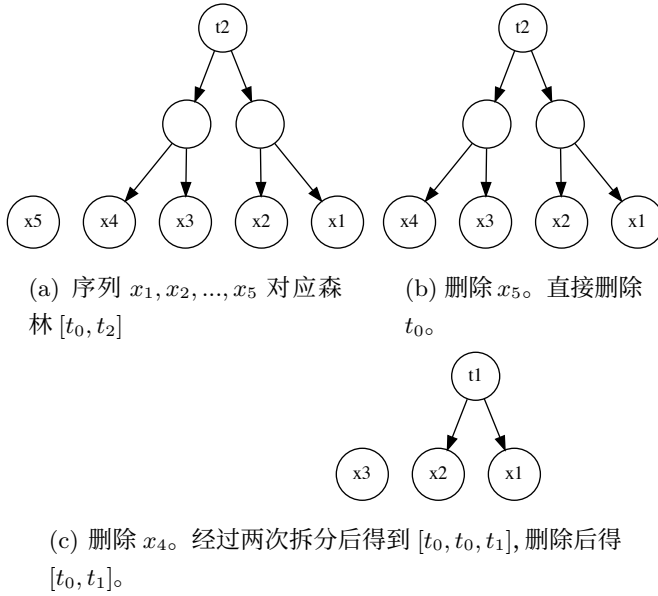 t2 t2
x5 x4 x3 x2 x1 x4 x3 x2 x1
(a) 序列 x₁, x₂, ..., x₅ 对应森
林 [t₀, t₂]
(b) 删除 x₅。直接删除
t₀。
t1
x3 x2 x1
(c) 删除 x₄。经过两次拆分后得到 [t₀, t₀, t₁], 删除后得
[t₀, t₁]。